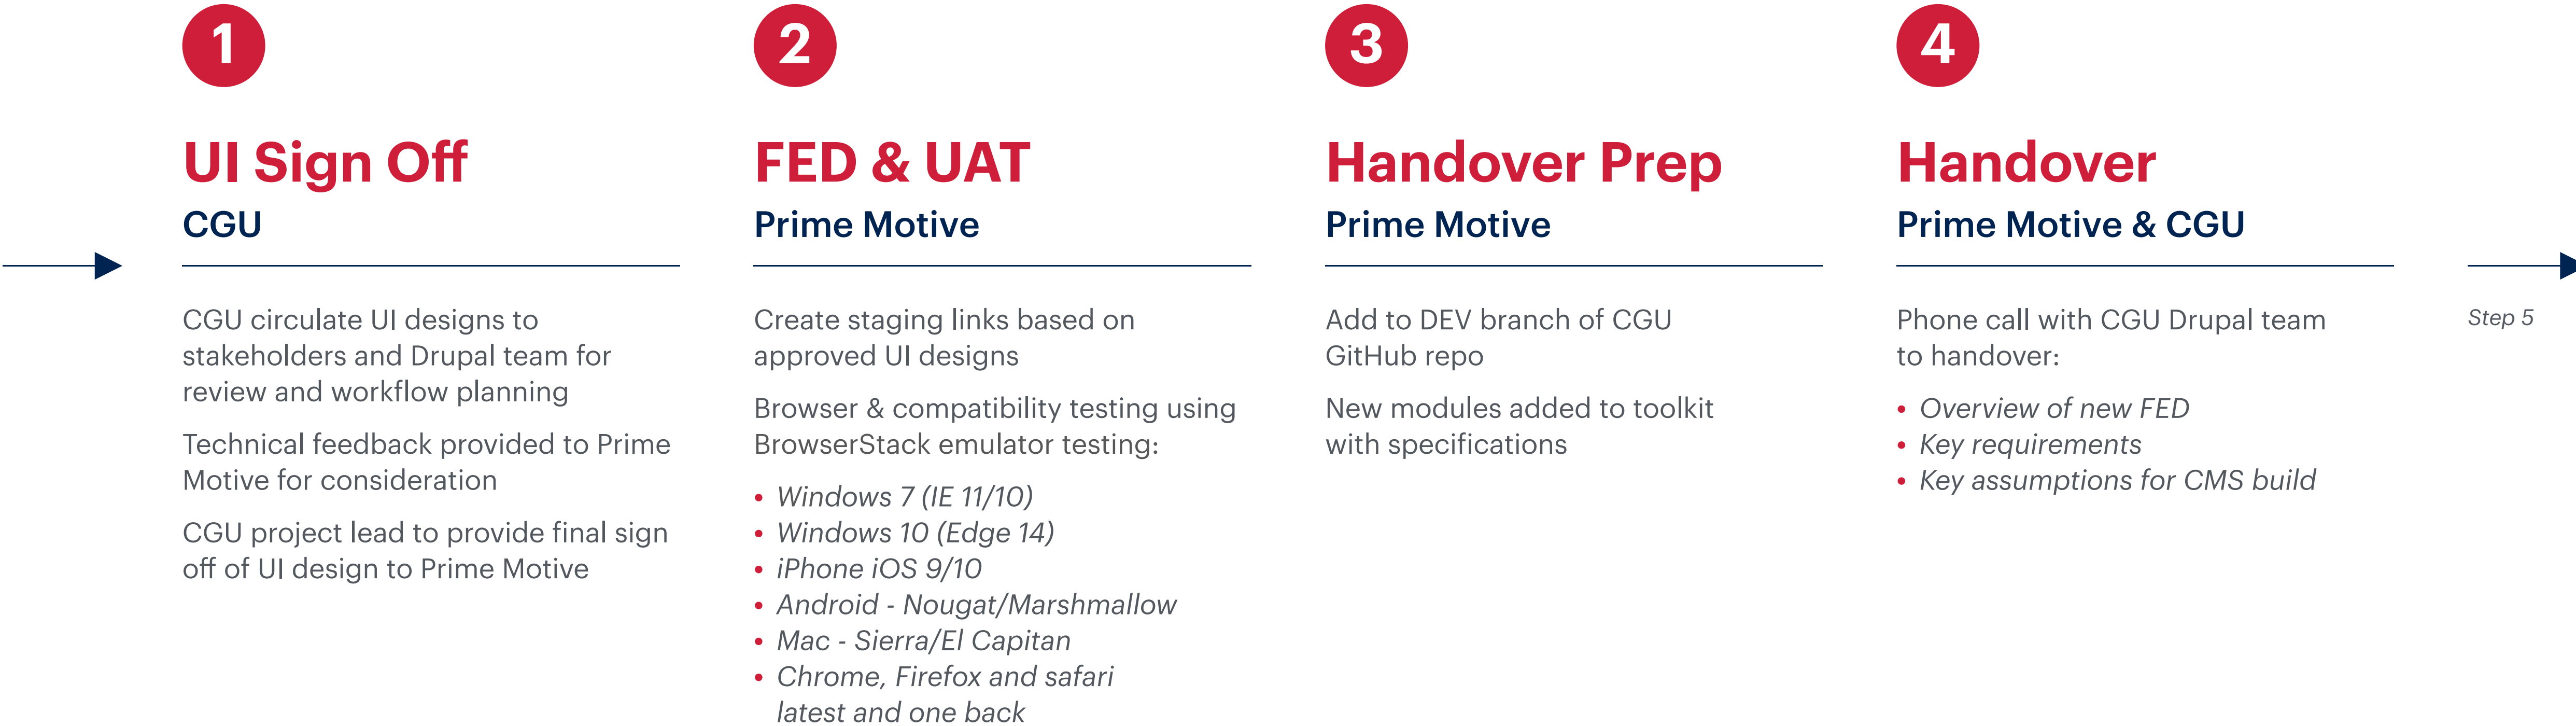 1
UI Sign Off
CGU
CGU circulate UI designs to
stakeholders and Drupal team for
review and workflow planning
Technical feedback provided to Prime
Motive for consideration
CGU project lead to provide final sign
off of UI design to Prime Motive
2
FED & UAT
Prime Motive
Create staging links based on
approved UI designs
Browser & compatibility testing using
BrowserStack emulator testing:
• Windows 7 (IE 11/10)
• Windows 10 (Edge 14)
• iPhone iOS 9/10
• Android - Nougat/Marshmallow
• Mac - Sierra/El Capitan
• Chrome, Firefox and safari
latest and one back
3
Handover Prep
Prime Motive
Add to DEV branch of CGU
GitHub repo
New modules added to toolkit
with specifications
4
Handover
Prime Motive & CGU
Phone call with CGU Drupal team
to handover:
• Overview of new FED
• Key requirements
• Key assumptions for CMS build
Step 5